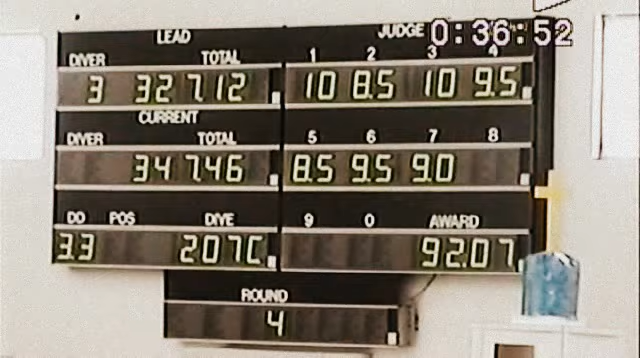 LEAD JUDGE 0:36:52
DIVER TOTAL 1 2 3 4
3 327.12 10 8.5 10 9.5
CURRENT
DIVER TOTAL 5 6 7 8
347.46 8.5 9.5 9.0
DD POS DIVE 9 0 AWARD
3.3 207C 92.07
ROUND
4